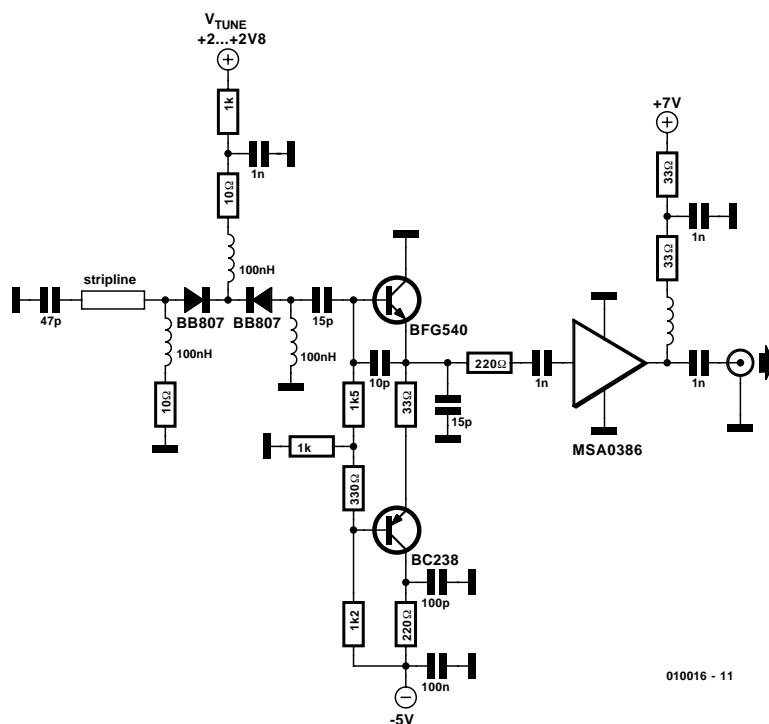 VTUNE
+2...+2V8
1k
1n
10Ω
100nH
+7V
33Ω
1n
33Ω
stripline
47p
BB807
BB807
15p
BFG540
100nH
100nH
10Ω
10p
1k5
33Ω
15p
220Ω
1n
MSA0386
1n
1k
330Ω
BC238
100p
1k2
220Ω
100n
-5V
010016 - 11